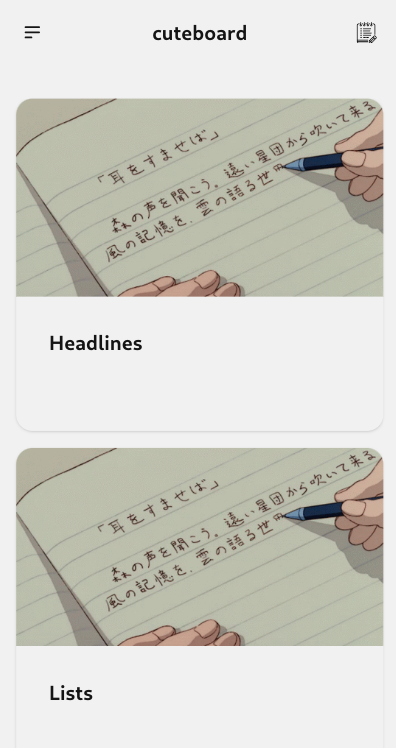 cuteboard
「耳をすませば」
森の声を聞こう。遠い星団から吹いて来る
風の記憶を、雲の語る世
Headlines
「耳をすませば」
森の声を聞こう。遠い星団から吹いて来る
風の記憶を、雲の語る世
Lists